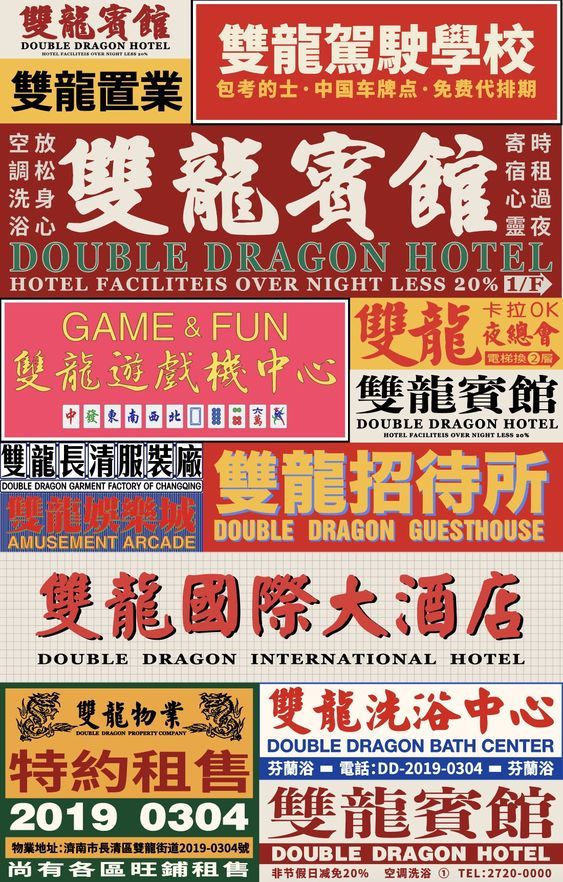 雙龍賓館
DOUBLE DRAGON HOTEL
HOTEL FACILITEIS OVER NIGHT LESS 20%
雙龍置業
雙龍駕駛學校
包考的士·中国车牌点·免费代排期
空調洗浴
放松身心
雙龍賓館
寄宿心靈
時租過夜
DOUBLE DRAGON HOTEL
HOTEL FACILITEIS OVER NIGHT LESS 20% 1/F
GAME & FUN
雙龍遊戲機中心
中 發 東 南 西 北 六萬
雙龍
卡拉OK
夜總會
電梯換②層
雙龍賓館
DOUBLE DRAGON HOTEL
HOTEL FACILITEIS OVER NIGHT LESS 20%
雙龍長清服裝廠
DOUBLE DRAGON GARMENT FACTORY OF CHANGQING
雙龍娛樂城
AMUSEMENT ARCADE
雙龍招待所
DOUBLE DRAGON GUESTHOUSE
雙龍國際大酒店
DOUBLE DRAGON INTERNATIONAL HOTEL
雙龍物業
DOUBLE DRAGON PROPERTY COMPANY
特約租售
2019 0304
物業地址:濟南市長清區雙龍街道2019-0304號
尚有各區旺鋪租售
雙龍洗浴中心
DOUBLE DRAGON BATH CENTER
芬蘭浴 電話:DD-2019-0304 芬蘭浴
雙龍賓館
DOUBLE DRAGON HOTEL
非节假日减免20% 空调洗浴 ① TEL:2720-0000